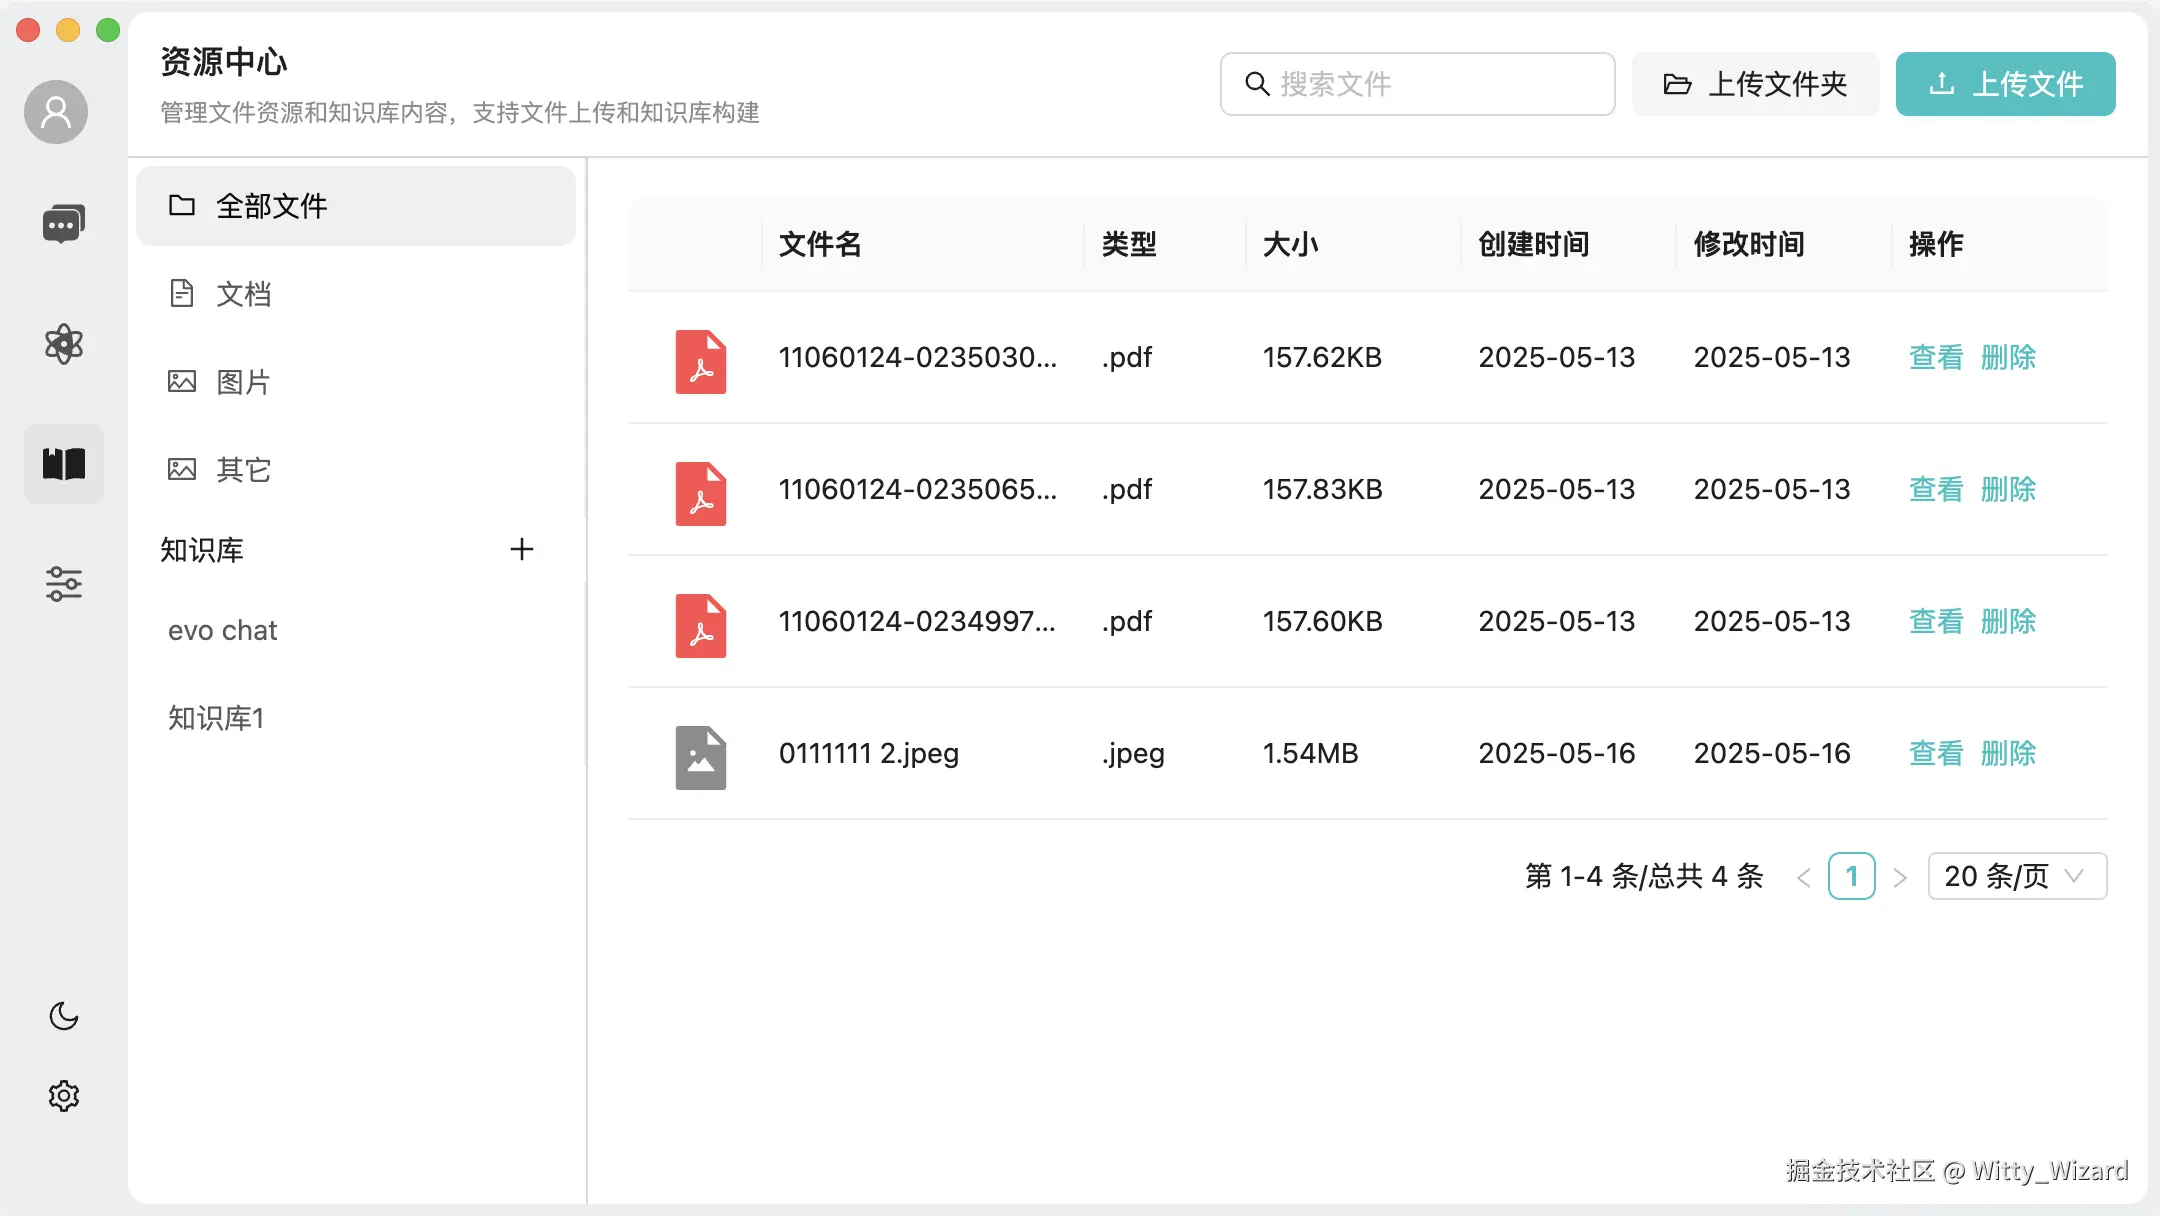 资源中心
管理文件资源和知识库内容，支持文件上传和知识库构建
搜索文件
上传文件夹
上传文件
全部文件
文档
图片
其它
知识库
evo chat
知识库1
文件名 类型 大小 创建时间 修改时间 操作
11060124-0235030... .pdf 157.62KB 2025-05-13 2025-05-13 查看 删除
11060124-0235065... .pdf 157.83KB 2025-05-13 2025-05-13 查看 删除
11060124-0234997... .pdf 157.60KB 2025-05-13 2025-05-13 查看 删除
0111111 2.jpeg .jpeg 1.54MB 2025-05-16 2025-05-16 查看 删除
第 1-4 条/总共 4 条 < 1 > 20 条/页
掘金技术社区 @ Witty_Wizard